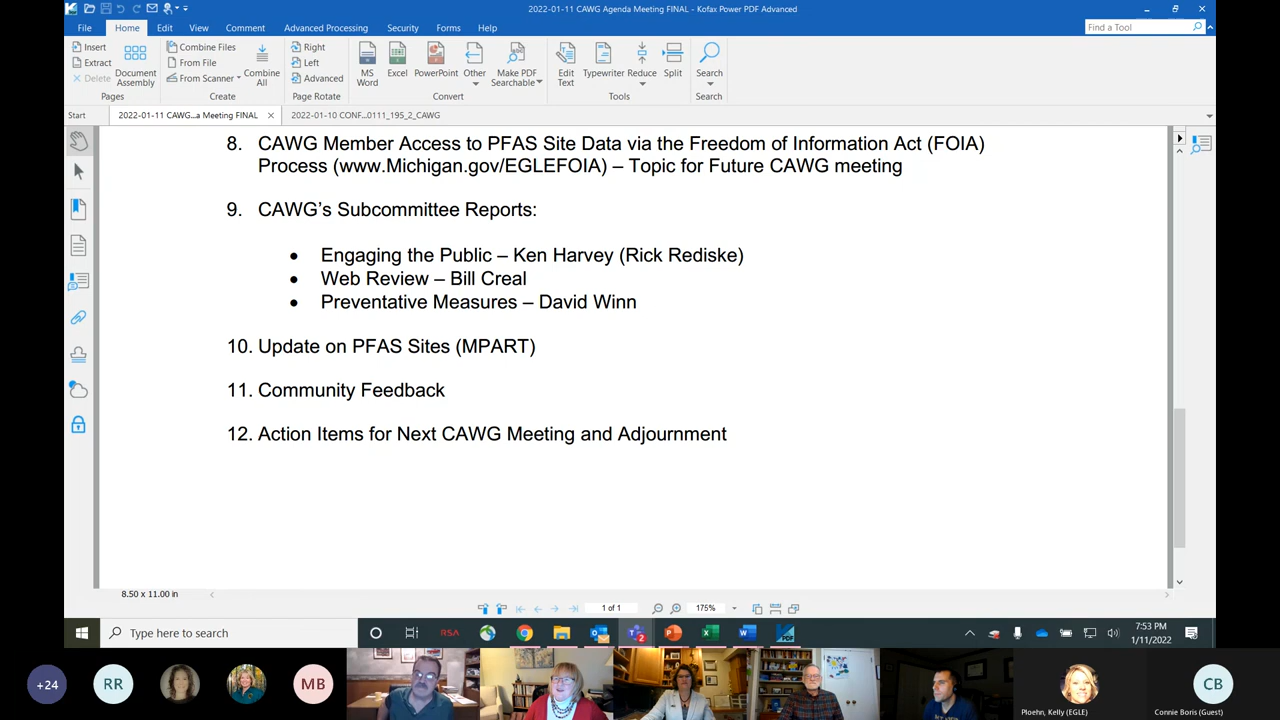 2022-01-11 CAWG Agenda Meeting FINAL - Kofax Power PDF Advanced
File Home Edit View Comment Advanced Processing Security Forms Help
Find a Tool
Insert
Extract
Delete
Document Assembly
Pages
Combine Files
From File
From Scanner
Combine All
Create
Right
Left
Advanced
Page Rotate
MS Word
Excel
PowerPoint
Other
Make PDF Searchable
Convert
Edit Text
Typewriter
Reduce
Split
Tools
Search
Search
Start
2022-01-11 CAWG...a Meeting FINAL
2022-01-10 CONF...0111_195_2_CAWG
8. CAWG Member Access to PFAS Site Data via the Freedom of Information Act (FOIA)
Process (www.Michigan.gov/EGLEFOIA) – Topic for Future CAWG meeting
9. CAWG's Subcommittee Reports:
• Engaging the Public – Ken Harvey (Rick Rediske)
• Web Review – Bill Creal
• Preventative Measures – David Winn
10. Update on PFAS Sites (MPART)
11. Community Feedback
12. Action Items for Next CAWG Meeting and Adjournment
8.50 x 11.00 in
1 of 1
175%
Type here to search
RSA
2
7:53 PM
1/11/2022
+24
RR
MB
CB
Ploehn, Kelly (EGLE)
Connie Boris (Guest)